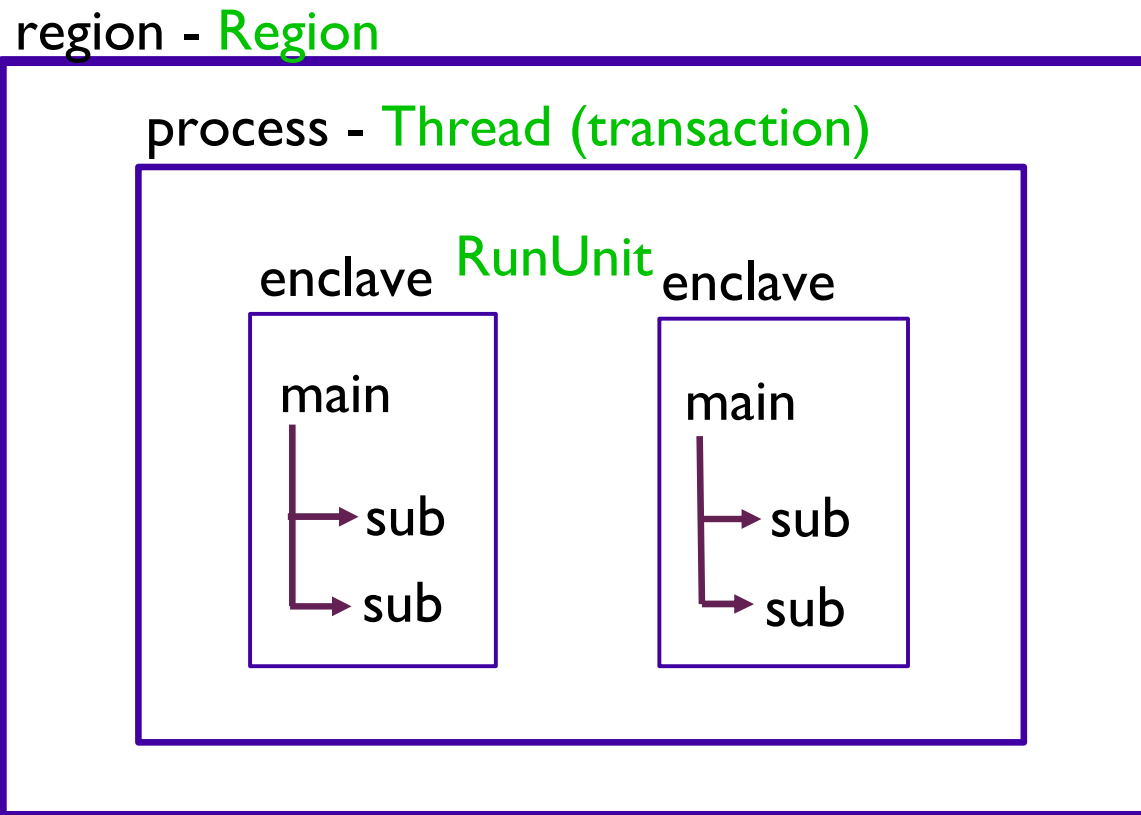 region - Region
process - Thread (transaction)
enclave RunUnit enclave
main main
sub sub
sub sub